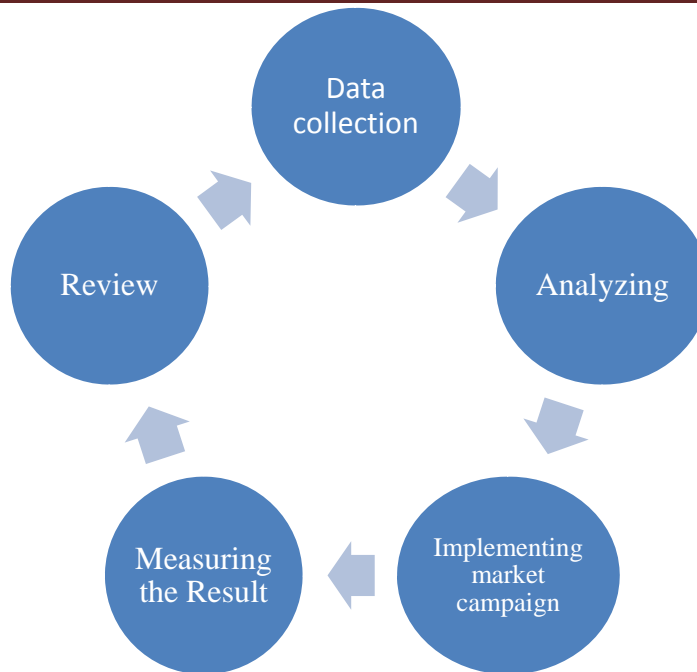 Data
collection
Analyzing
Implementing
market
campaign
Measuring
the Result
Review